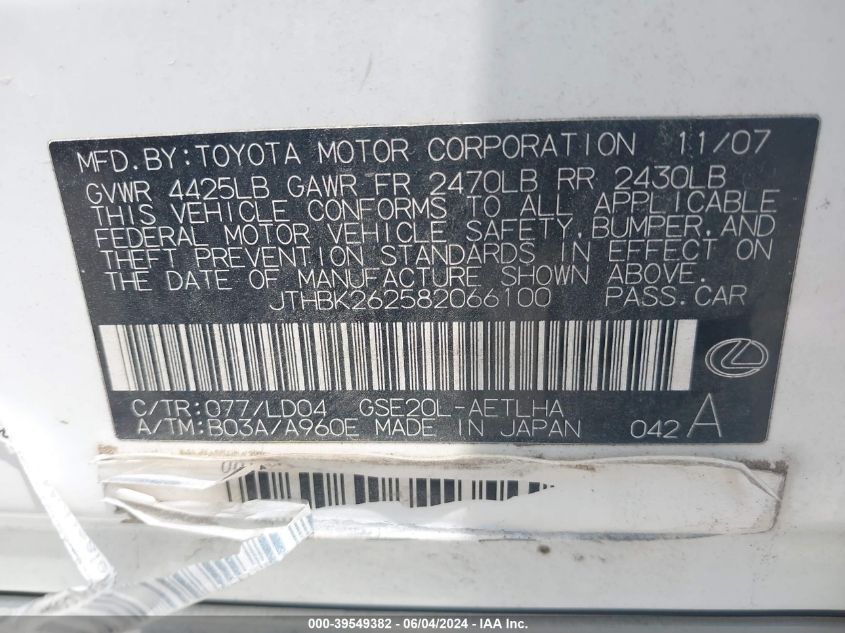 MFD.BY:TOYOTA MOTOR CORPORATION 11/07
GVWR 4425LB GAWR FR 2470LB RR 2430LB
THIS VEHICLE CONFORMS TO ALL APPLICABLE
FEDERAL MOTOR VEHICLE SAFETY,BUMPER,AND
THEFT PREVENTION STANDARDS IN EFFECT ON
THE DATE OF MANUFACTURE SHOWN ABOVE.
JTHBK262582066100 PASS.CAR
C/TR:077/LD04 GSE20L-AETLHA
A/TM:B03A/A960E MADE IN JAPAN 042 A
000-39549382 - 06/04/2024 - IAA Inc.